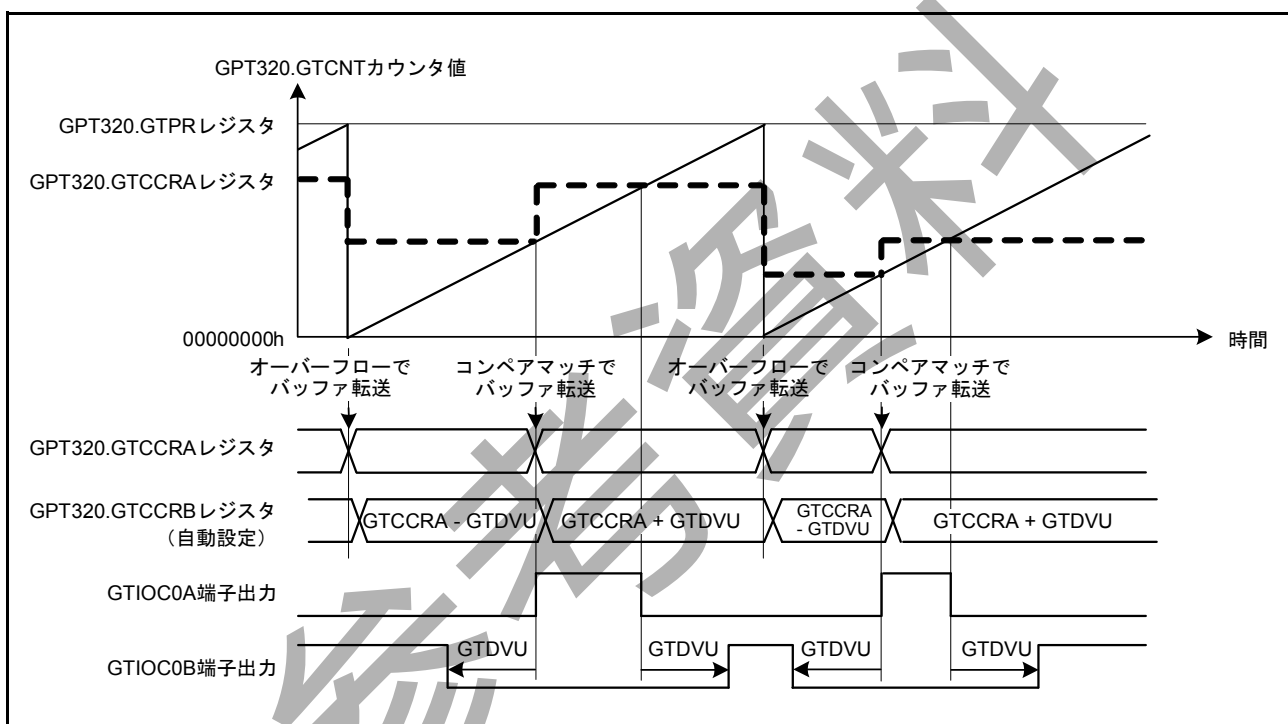 GPT320.GTCNTカウンタ値
GPT320.GTPRレジスタ
GPT320.GTCCRAレジスタ
00000000h
時間
オーバーフローで
バッファ転送
コンペアマッチで
バッファ転送
オーバーフローで
バッファ転送
コンペアマッチで
バッファ転送
GPT320.GTCCRAレジスタ
GPT320.GTCCRBレジスタ
（自動設定）
GTCCRA - GTDVU
GTCCRA + GTDVU
GTCCRA
- GTDVU
GTCCRA + GTDVU
GTIOC0A端子出力
GTIOC0B端子出力
GTDVU
GTDVU
GTDVU
GTDVU
参考資料